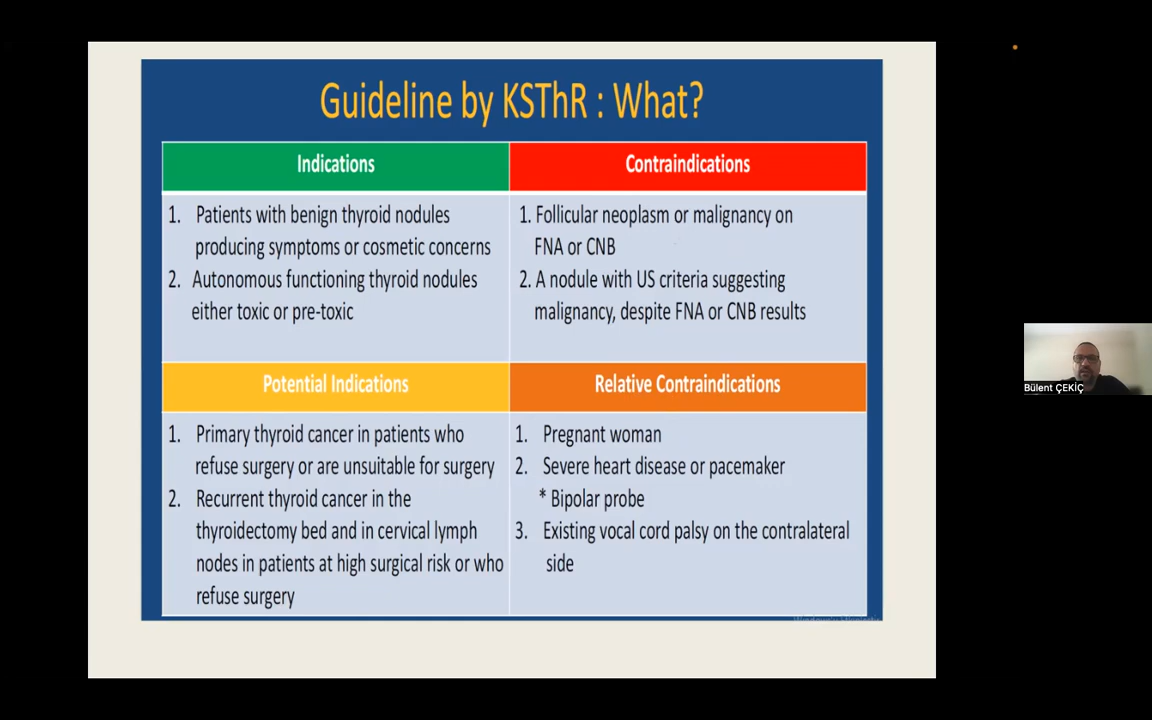 Guideline by KSThR : What?
Indications
1. Patients with benign thyroid nodules
producing symptoms or cosmetic concerns
2. Autonomous functioning thyroid nodules
either toxic or pre-toxic
Contraindications
1. Follicular neoplasm or malignancy on
FNA or CNB
2. A nodule with US criteria suggesting
malignancy, despite FNA or CNB results
Potential Indications
1. Primary thyroid cancer in patients who
refuse surgery or are unsuitable for surgery
2. Recurrent thyroid cancer in the
thyroidectomy bed and in cervical lymph
nodes in patients at high surgical risk or who
refuse surgery
Relative Contraindications
1. Pregnant woman
2. Severe heart disease or pacemaker
* Bipolar probe
3. Existing vocal cord palsy on the contralateral
side
Bülent ÇEKİÇ